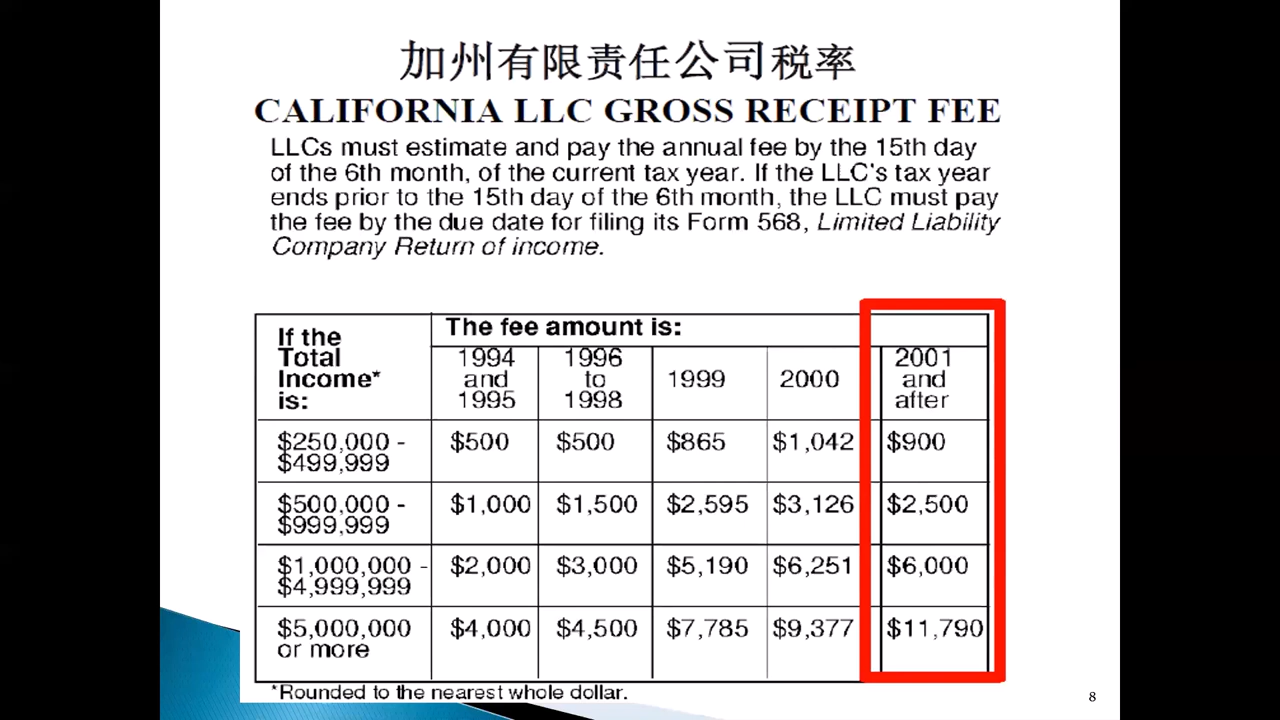 加州有限责任公司税率
CALIFORNIA LLC GROSS RECEIPT FEE
LLCs must estimate and pay the annual fee by the 15th day
of the 6th month, of the current tax year. If the LLC's tax year
ends prior to the 15th day of the 6th month, the LLC must pay
the fee by the due date for filing its Form 568, Limited Liability
Company Return of income.
If the Total Income* is: The fee amount is:
1994 and 1995 1996 to 1998 1999 2000 2001 and after
$250,000 - $499,999 $500 $500 $865 $1,042 $900
$500,000 - $999,999 $1,000 $1,500 $2,595 $3,126 $2,500
$1,000,000 - $4,999,999 $2,000 $3,000 $5,190 $6,251 $6,000
$5,000,000 or more $4,000 $4,500 $7,785 $9,377 $11,790
*Rounded to the nearest whole dollar.
8